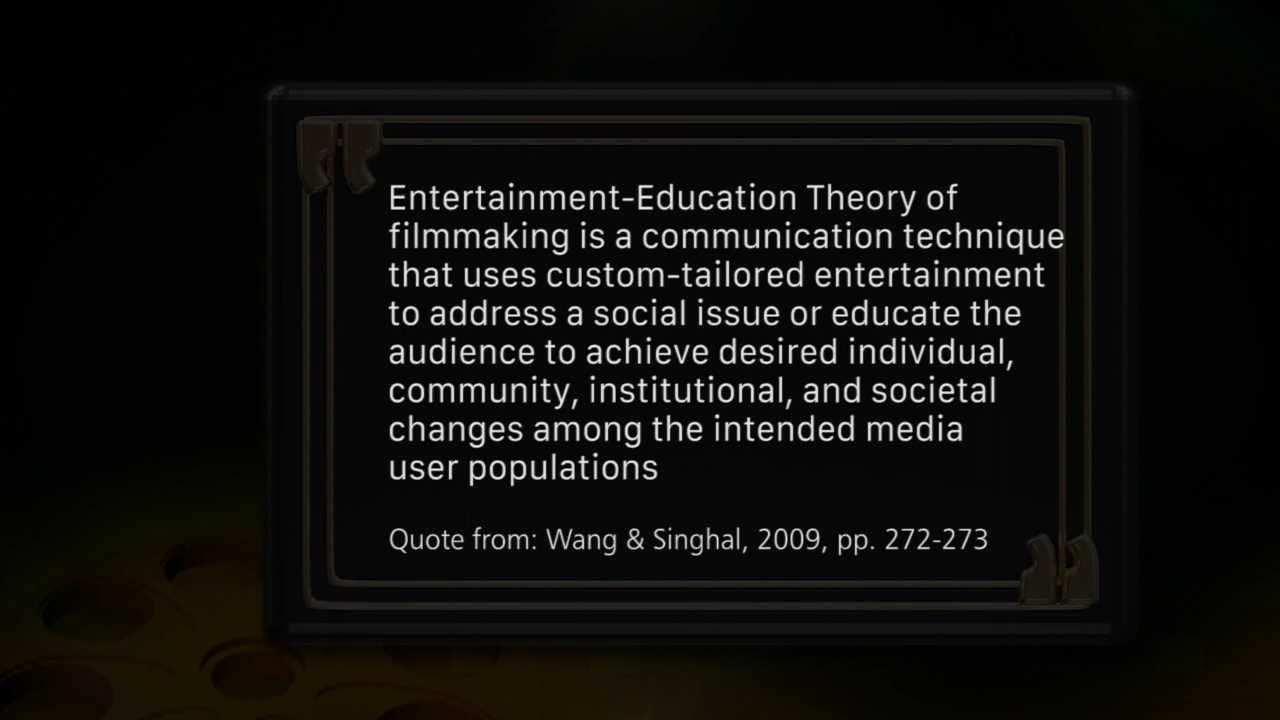 Entertainment-Education Theory of
filmmaking is a communication technique
that uses custom-tailored entertainment
to address a social issue or educate the
audience to achieve desired individual,
community, institutional, and societal
changes among the intended media
user populations
Quote from: Wang & Singhal, 2009, pp. 272-273